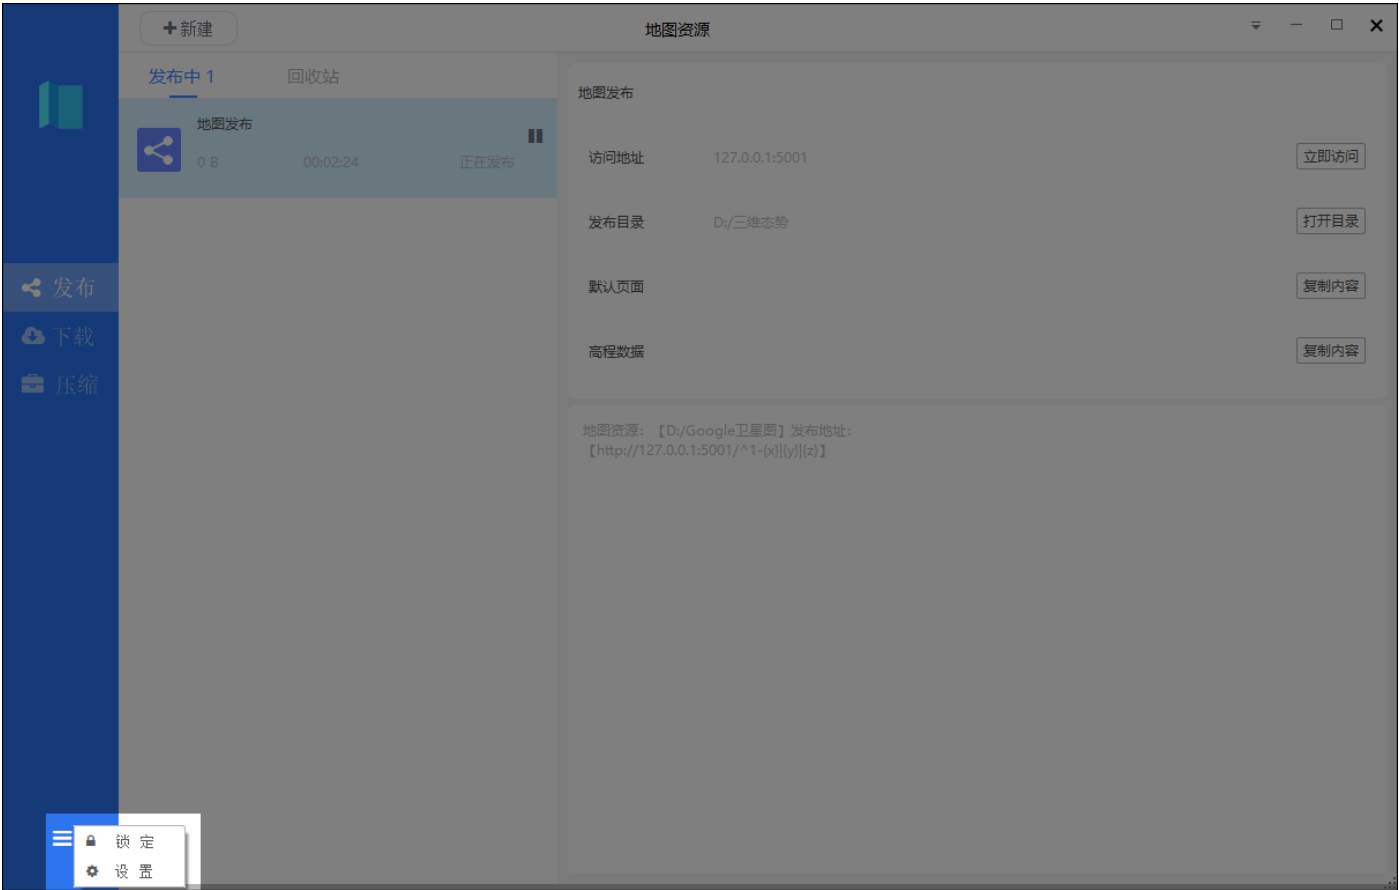 新建
地图资源
发布中 1
回收站
地图发布
0 B
00:02:24
正在发布
地图发布
访问地址
127.0.0.1:5001
立即访问
发布目录
D:/三维态势
打开目录
默认页面
复制内容
高程数据
复制内容
地图资源：【D:/Google卫星图】发布地址：
【http://127.0.0.1:5001/^1-{x}|{y}|{z}】
发布
下载
压缩
锁 定
设 置